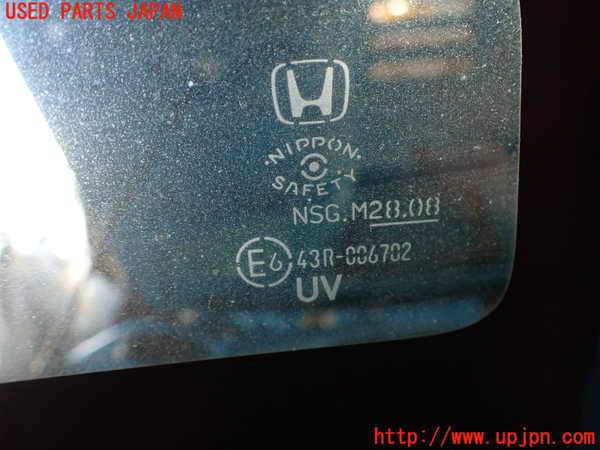 USED PARTS JAPAN
NIPPON
SAFETY
NSG.M28.08
E6 43R-006702
UV
http://www.upjpn.com/